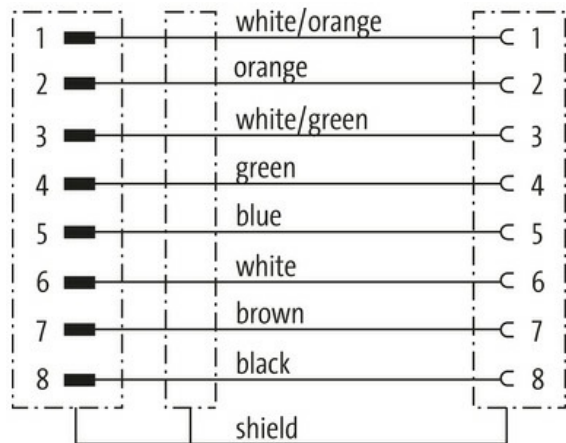 1 white/orange 1
2 orange 2
3 white/green 3
4 green 4
5 blue 5
6 white 6
7 brown 7
8 black 8
shield